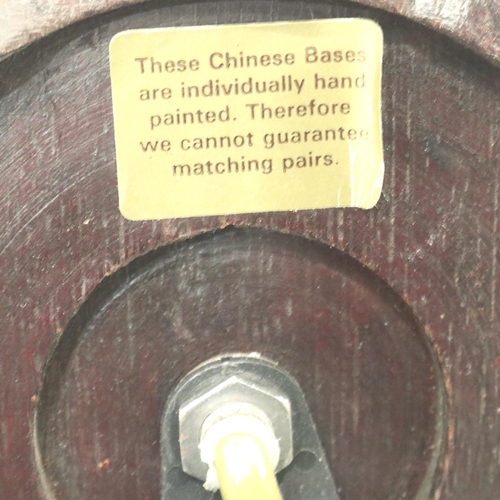 These Chinese Bases
are individually hand
painted. Therefore
we cannot guarantee
matching pairs.